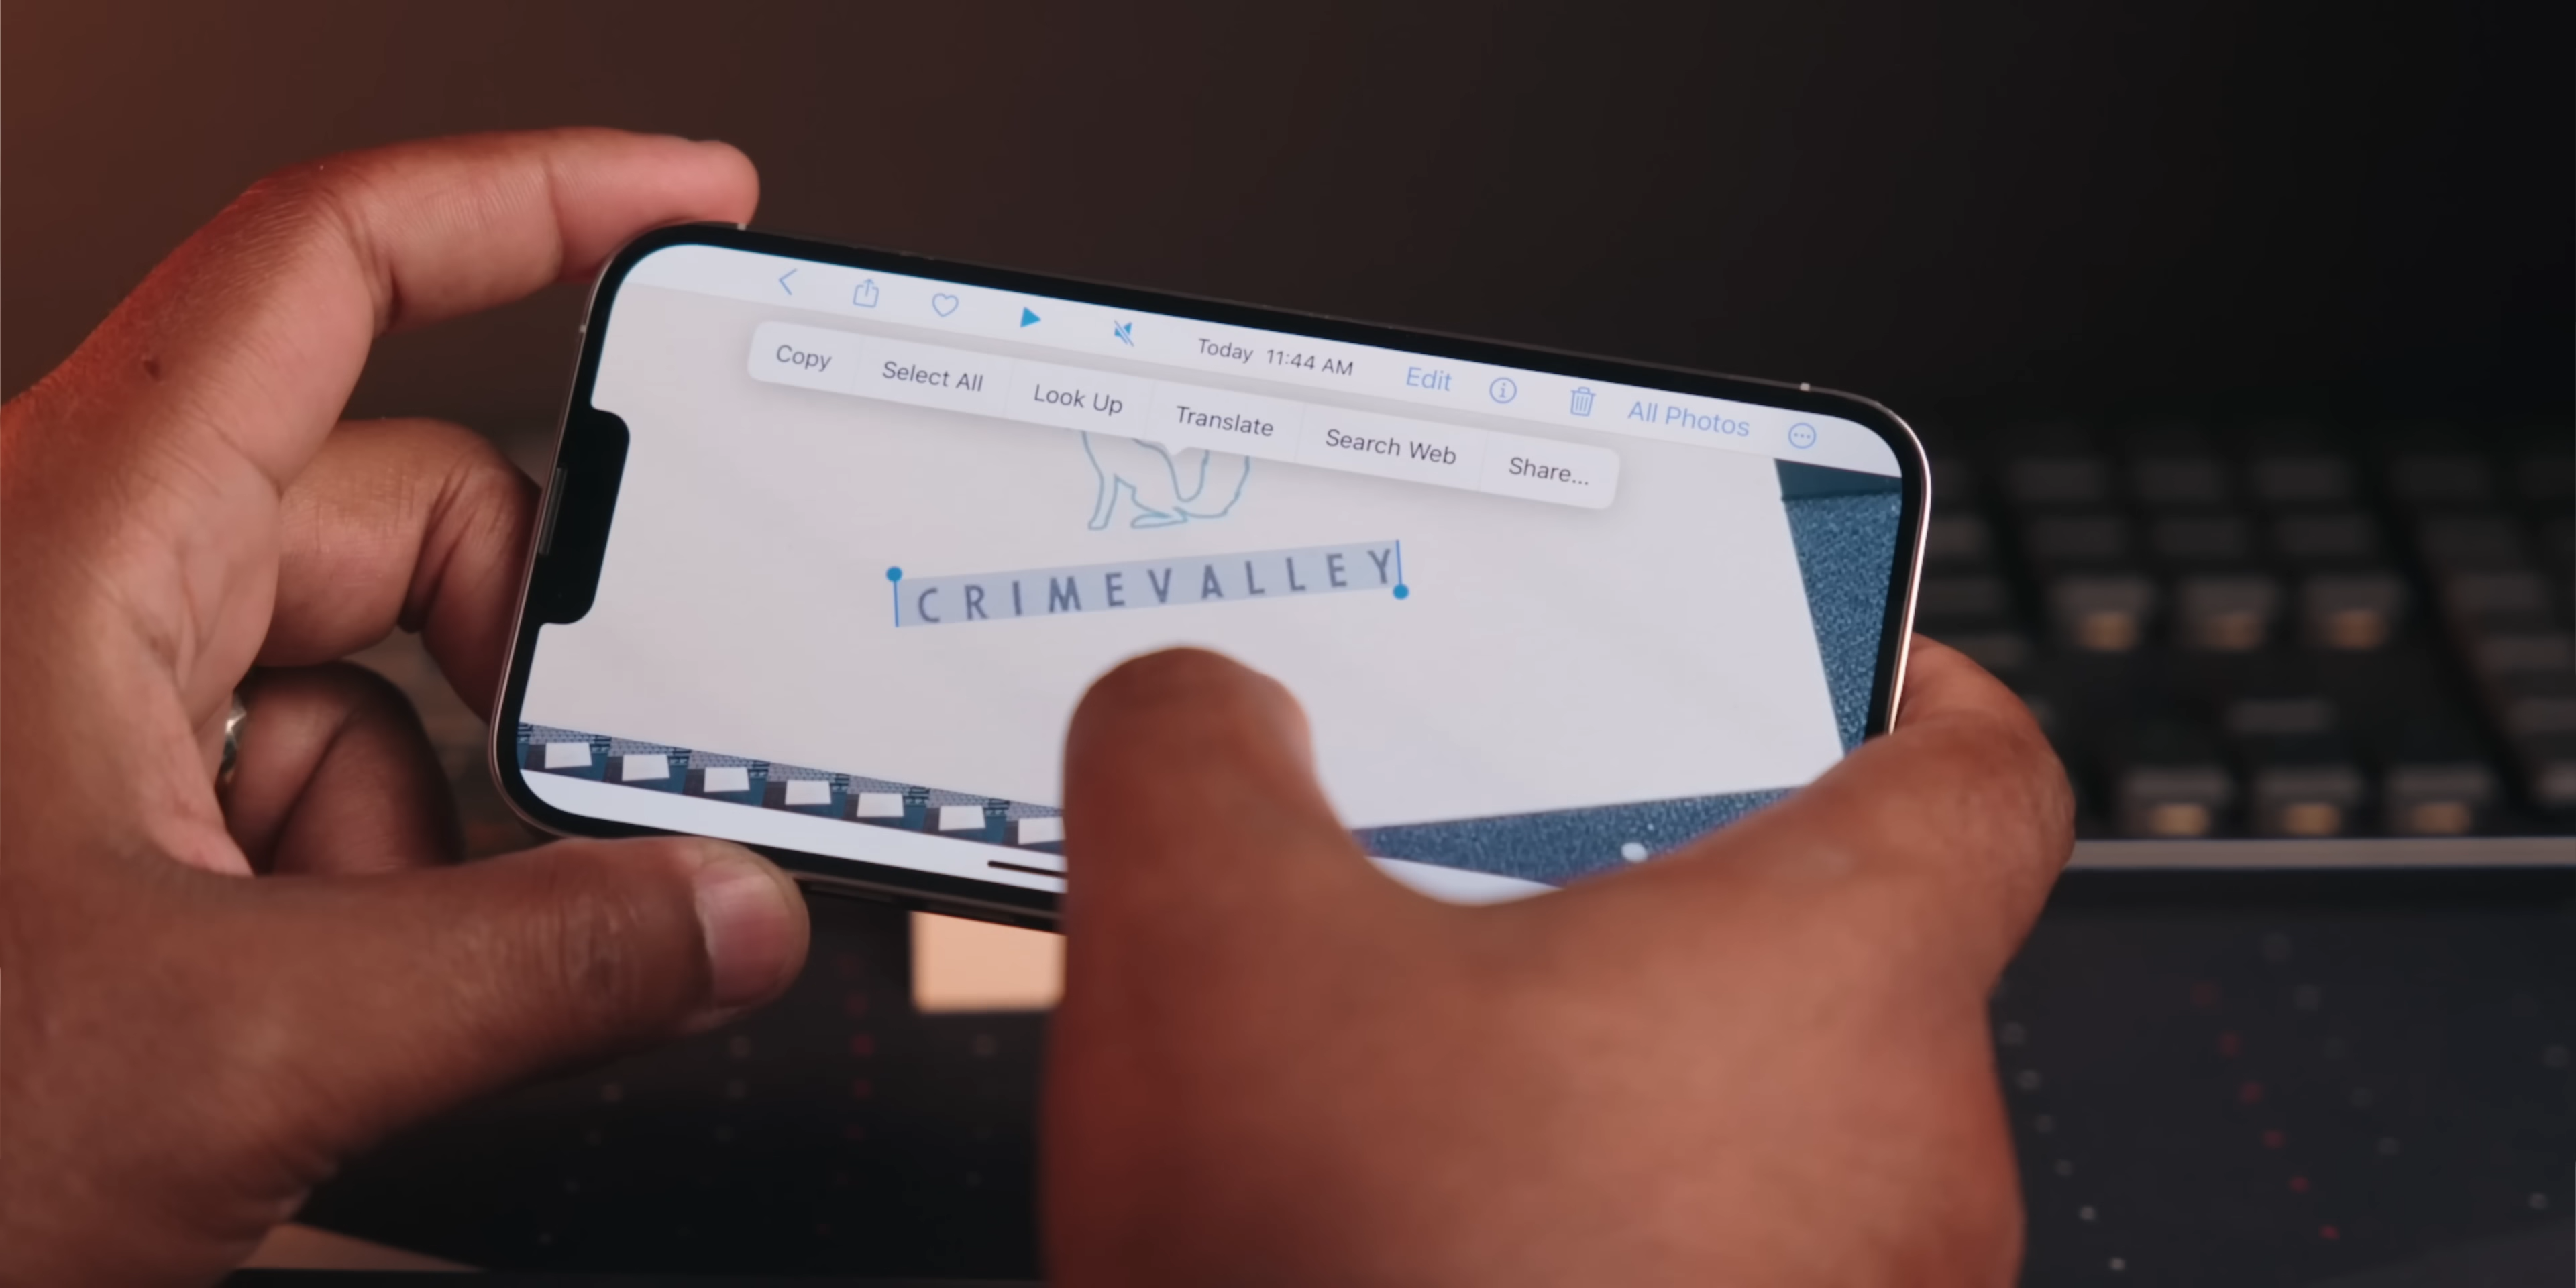 Today 11:44 AM
Edit
All Photos
Copy
Select All
Look Up
Translate
Search Web
Share...
CRIMEVALLEY